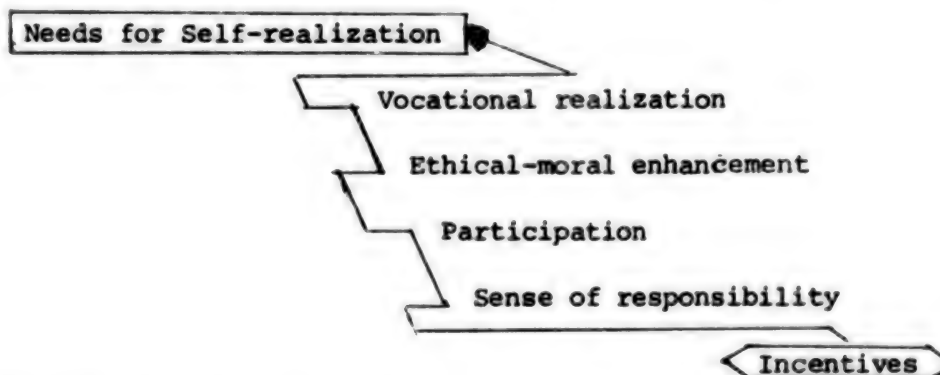 Needs for Self-realization
Vocational realization
Ethical-moral enhancement
Participation
Sense of responsibility
Incentives